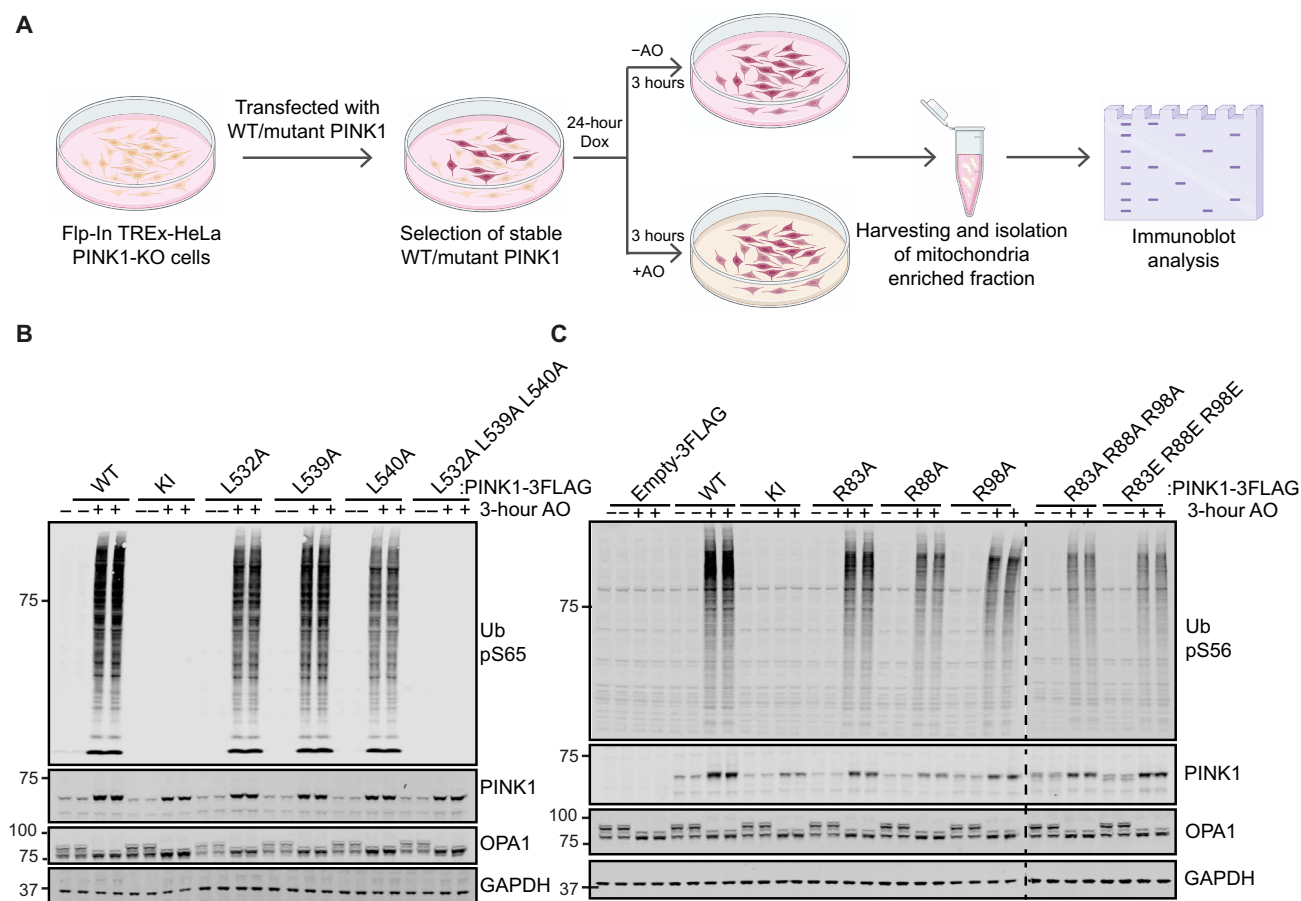 A
Flp-In TREx-HeLa
PINK1-KO cells
Transfected with
WT/mutant PINK1
Selection of stable
WT/mutant PINK1
24-hour
Dox
−AO
3 hours
3 hours
+AO
Harvesting and isolation
of mitochondria
enriched fraction
Immunoblot
analysis
B
WT
KI
L532A
L539A
L540A
L532A L539A L540A
:PINK1-3FLAG
− − + + − − + + − − + + − − + + − − + + − − + + 3-hour AO
75
Ub
pS65
75
PINK1
100
75
OPA1
37
GAPDH
C
Empty-3FLAG
WT
KI
R83A
R88A
R98A
R83A R88A R98A
R83E R88E R98E
:PINK1-3FLAG
− − + + − − + + − − + + − − + + − − + + − − + + − − + + − − + + 3-hour AO
75
Ub
pS56
75
PINK1
100
75
OPA1
37
GAPDH